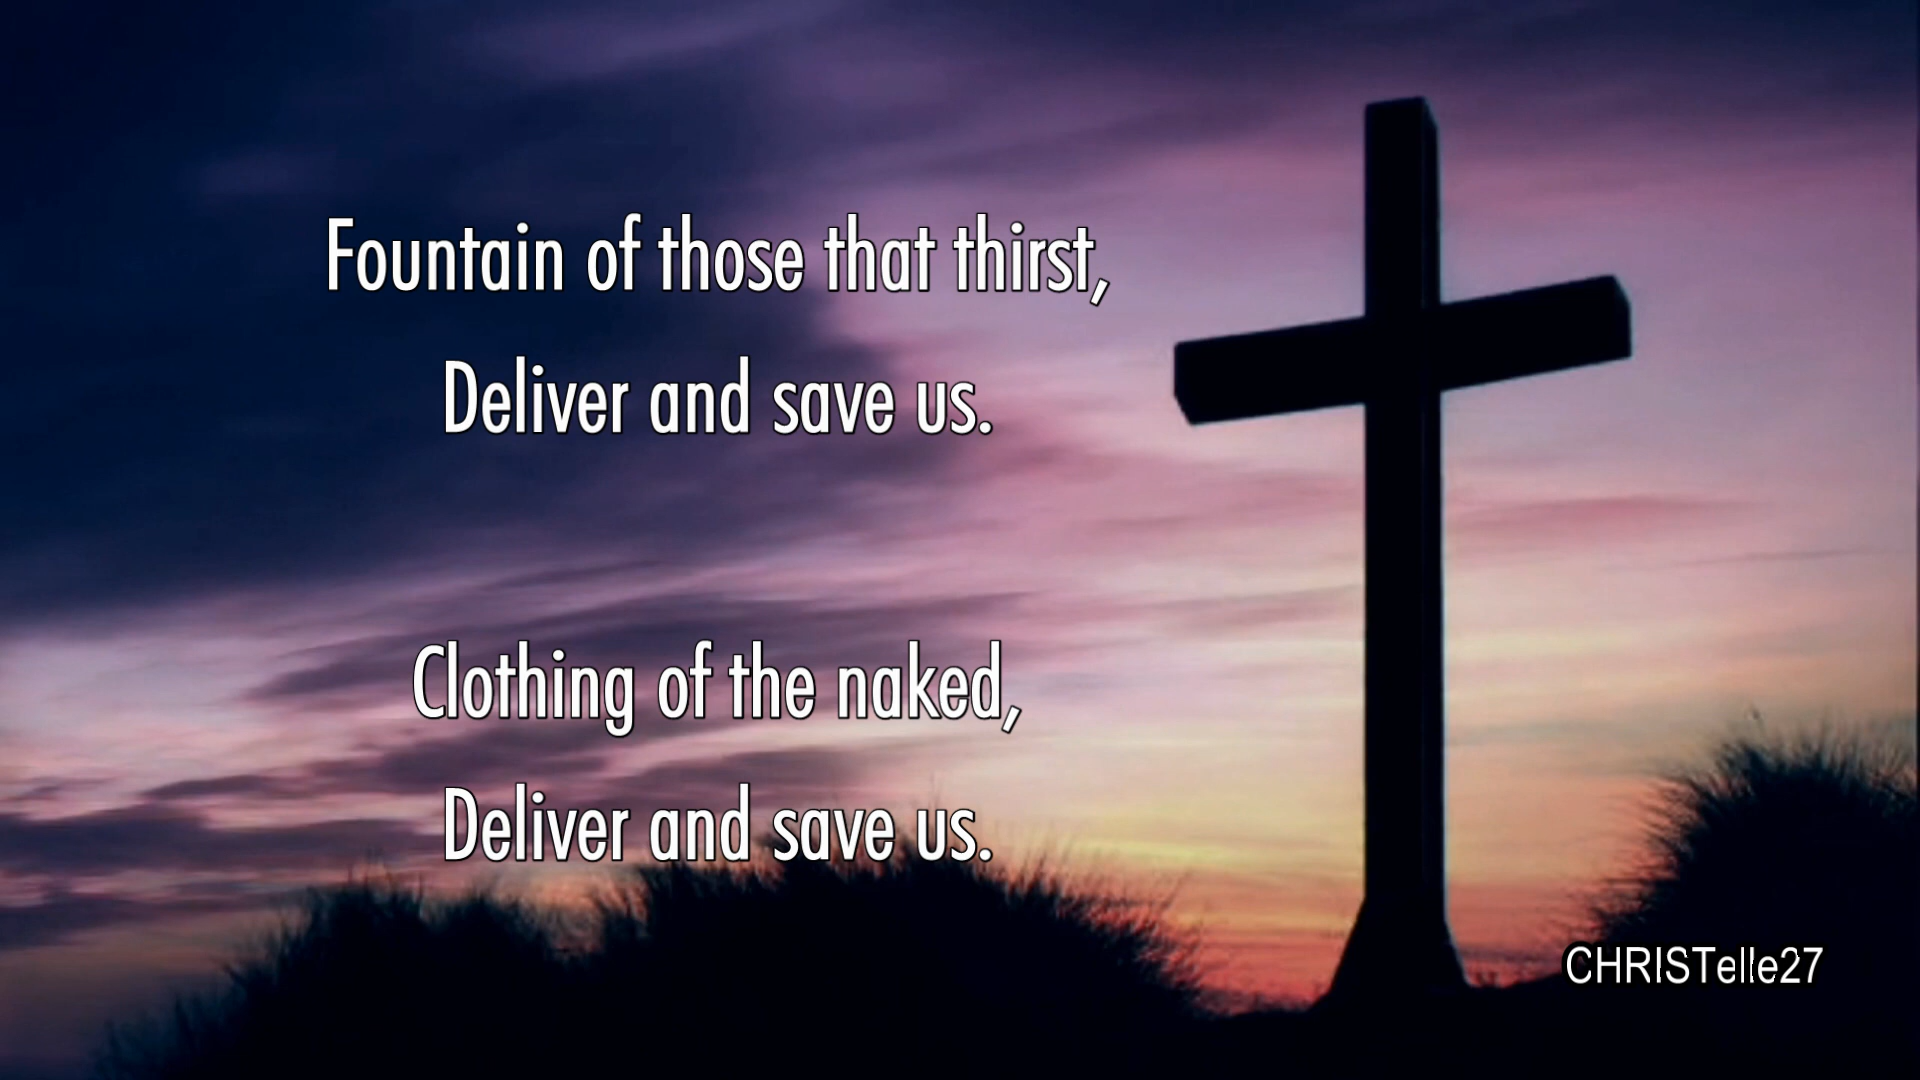 Fountain of those that thirst,
Deliver and save us.
Clothing of the naked,
Deliver and save us.
CHRISTelle27